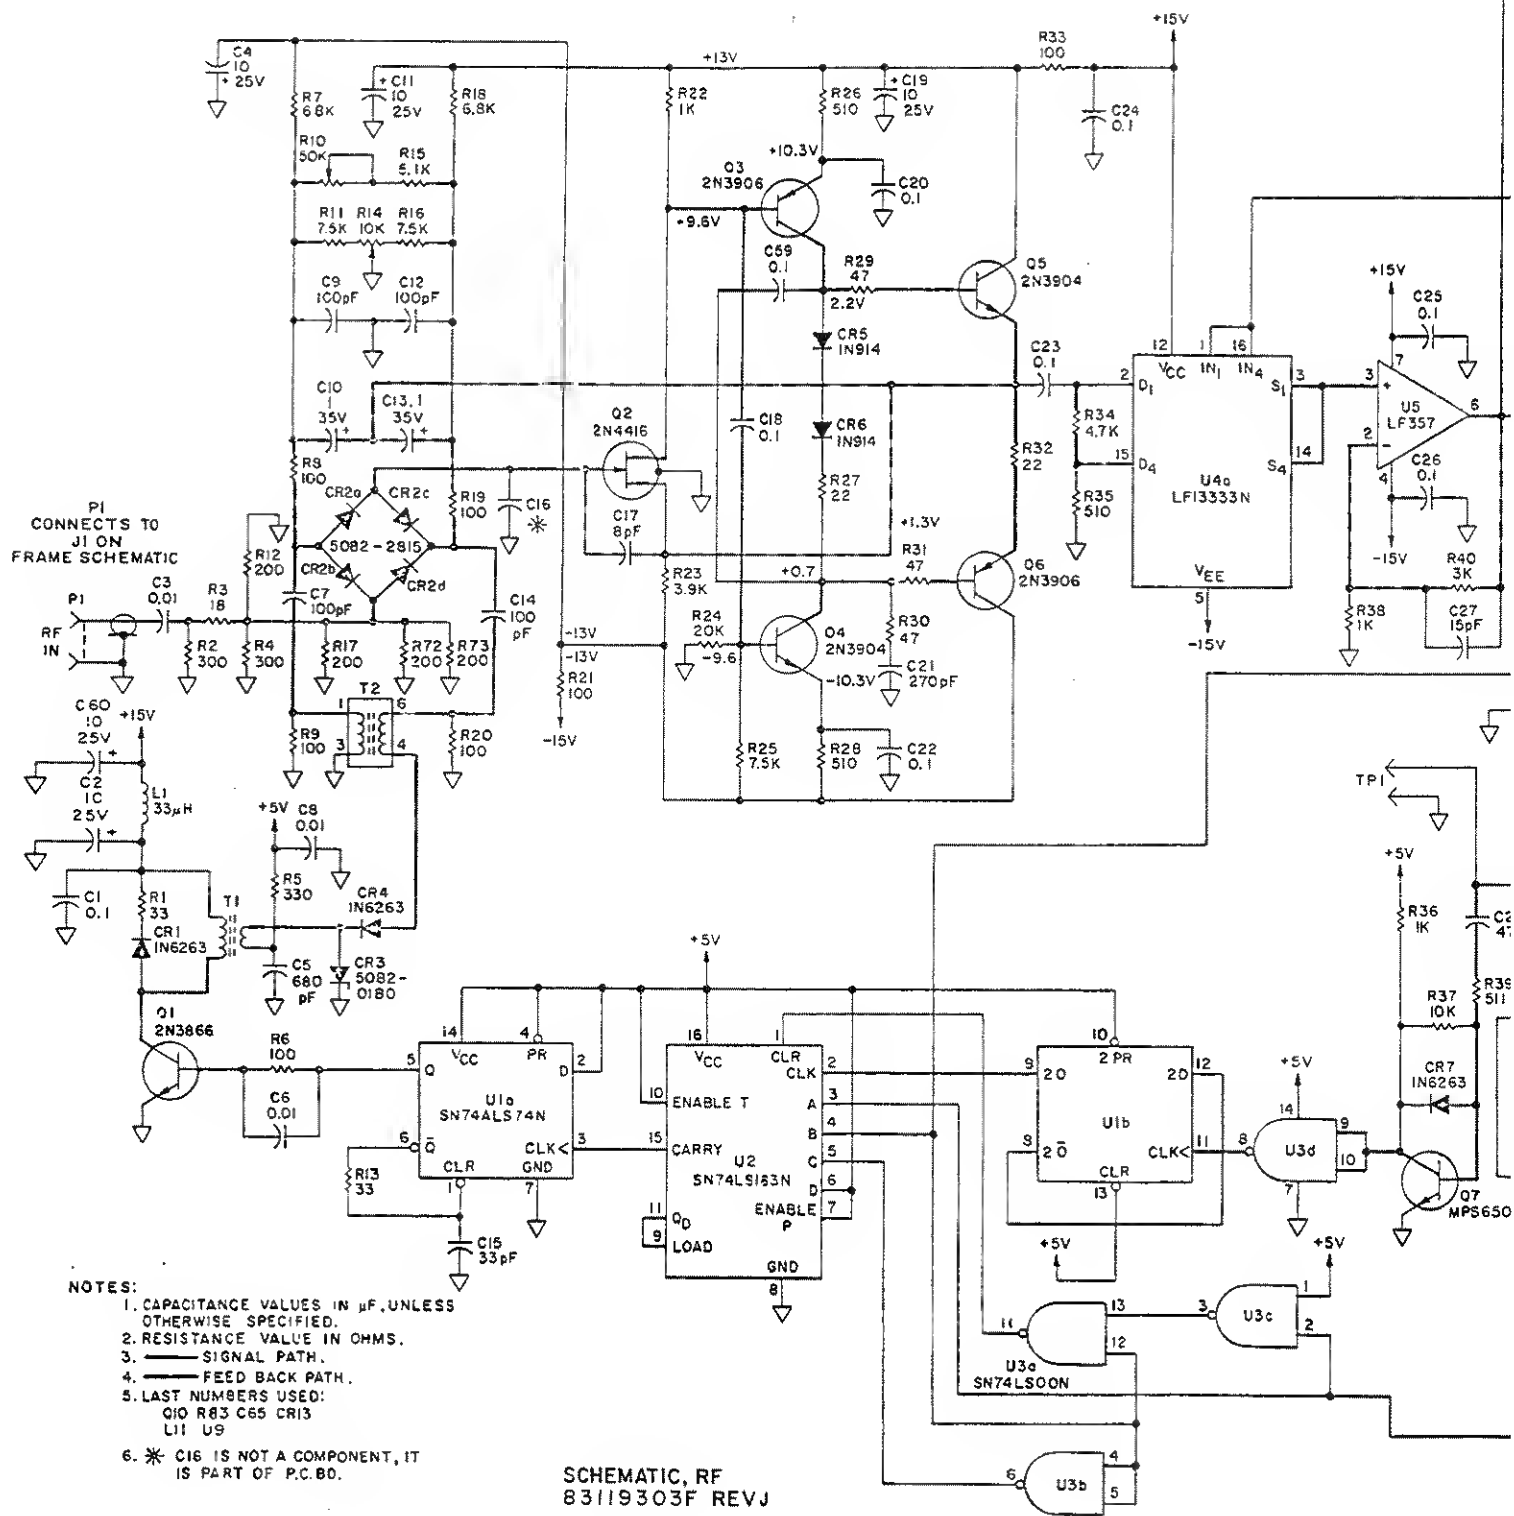 +15V
C4
10
+ 25V
R7
6.8K
+ C11
10
25V
R18
6.8K
+13V
R22
1K
R26
510
+ C19
10
25V
R33
100
C24
0.1
R10
50K
R15
5.1K
+10.3V
Q3
2N3906
C20
0.1
R11
7.5K
R14
10K
R16
7.5K
+9.6V
C59
0.1
R29
47
2.2V
Q5
2N3904
C9
100pF
C12
100pF
CR5
1N914
C23
0.1
+15V
C25
0.1
12
VCC
1
IN1
16
IN4
2
D1
S1
3
3
+
7
U5
LF357
6
2
-
4
C26
0.1
-15V
C10
1
35V
+
C13,1
35V
+
Q2
2N4416
C18
0.1
CR6
1N914
R32
22
R34
4.7K
15
D4
S4
14
U4a
LF13333N
R8
100
CR2a
CR2c
5082-2815
CR2b
CR2d
R19
100
C16
※
C17
8pF
R27
22
+1.3V
R35
510
R31
47
Q6
2N3906
VEE
5
-15V
R40
3K
R38
1K
C27
15pF
P1
CONNECTS TO
J1 ON
FRAME SCHEMATIC
P1
RF
IN
C3
0.01
R3
18
R12
200
C7
100pF
C14
100
pF
R23
3.9K
+0.7
R2
300
R4
300
R17
200
R72
200
R73
200
-13V
-13V
R24
20K
-9.6
Q4
2N3904
R30
47
C21
270pF
-10.3V
R21
100
-15V
T2
1
6
3
4
R9
100
R20
100
R25
7.5K
R28
510
C22
0.1
TP1
C60
10
25V
+
+15V
C2
25V
+
L1
33µH
+5V
C8
0.01
R5
330
C1
0.1
R1
33
CR1
1N6263
T1
CR4
1N6263
C5
680
pF
CR3
5082-
0180
+5V
+5V
R36
1K
R37
10K
CR7
1N6263
Q1
2N3866
R6
100
C6
0.01
14
VCC
4
PR
5
Q
D
2
U1a
SN74ALS74N
6
Q̅
CLK<
3
CLR
1
GND
7
R13
33
C15
33pF
16
VCC
1
CLR
CLK
2
10
ENABLE T
A
3
B
4
15
CARRY
C
5
U2
SN74LS163N
D
6
ENABLE
P
7
11
QD
9
LOAD
GND
8
10
2 PR
9
2Q
2D
12
U1b
2Q̅
CLK<
11
CLR
13
+5V
+5V
14
8
U3d
9
10
7
Q7
MPS650
+5V
11
U3a
SN74LS00N
13
12
3
U3c
1
2
6
U3b
4
5
NOTES:
1. CAPACITANCE VALUES IN µF, UNLESS
OTHERWISE SPECIFIED.
2. RESISTANCE VALUE IN OHMS.
3. SIGNAL PATH.
4. FEED BACK PATH.
5. LAST NUMBERS USED:
Q10 R83 C65 CR13
L11 U9
6. ※ C16 IS NOT A COMPONENT, IT
IS PART OF P.C.BD.
SCHEMATIC, RF
83119303F REVJ